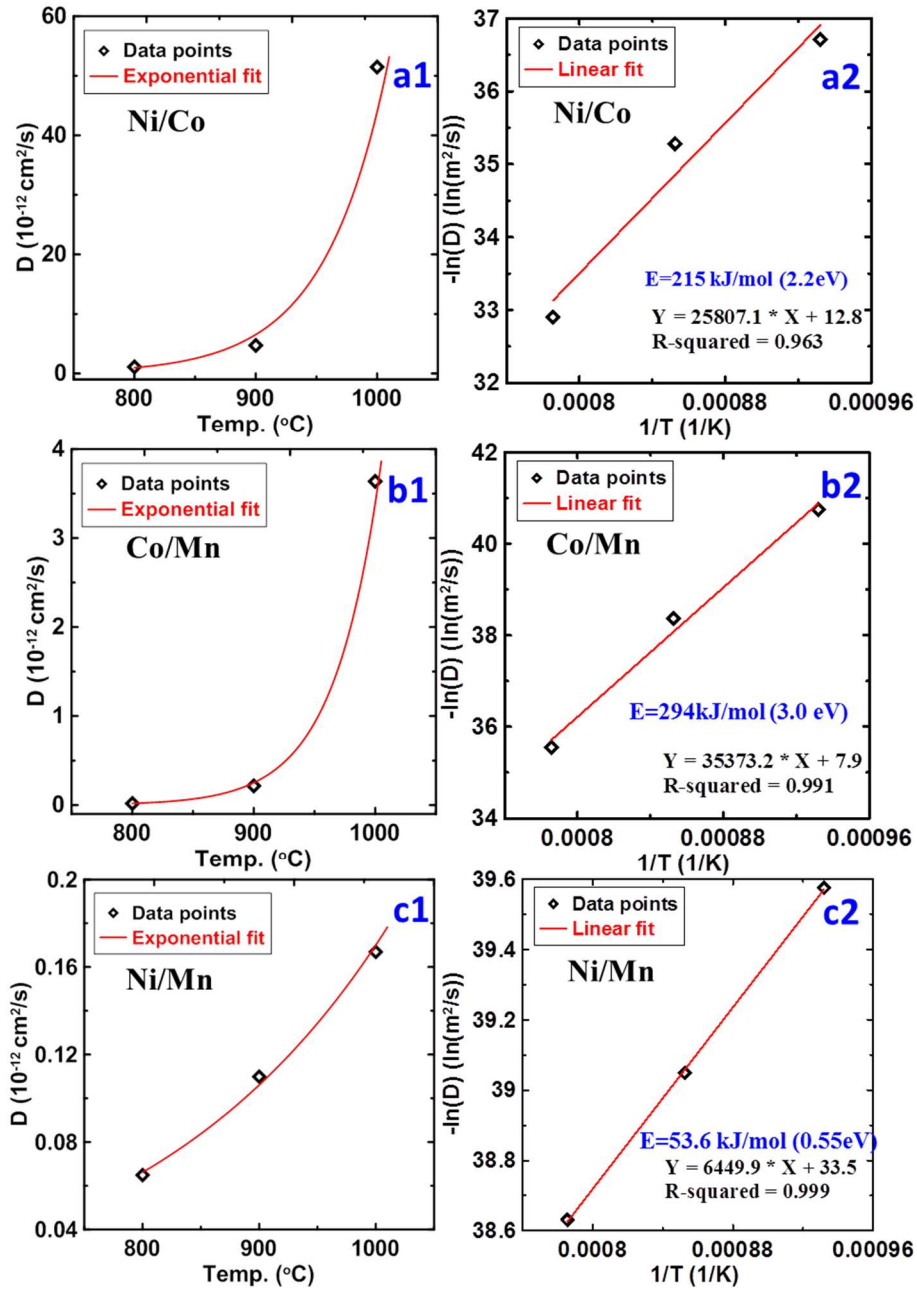 60
40
20
0
D (10⁻¹² cm²/s)
Data points
Exponential fit
a1
Ni/Co
800
900
1000
Temp. (°C)
37
36
35
34
33
32
-ln(D) (ln(m²/s))
Data points
Linear fit
a2
Ni/Co
E=215 kJ/mol (2.2eV)
Y = 25807.1 * X + 12.8
R-squared = 0.963
0.0008
0.00088
0.00096
1/T (1/K)
4
3
2
1
0
D (10⁻¹² cm²/s)
Data points
Exponential fit
b1
Co/Mn
800
900
1000
Temp. (°C)
42
40
38
36
34
-ln(D) (ln(m²/s))
Data points
Linear fit
b2
Co/Mn
E=294kJ/mol (3.0 eV)
Y = 35373.2 * X + 7.9
R-squared = 0.991
0.0008
0.00088
0.00096
1/T (1/K)
0.2
0.16
0.12
0.08
0.04
D (10⁻¹² cm²/s)
Data points
Exponential fit
c1
Ni/Mn
800
900
1000
Temp. (°C)
39.6
39.2
39
38.8
38.6
-ln(D) (ln(m²/s))
Data points
Linear fit
c2
Ni/Mn
E=53.6 kJ/mol (0.55eV)
Y = 6449.9 * X + 33.5
R-squared = 0.999
0.0008
0.00088
0.00096
1/T (1/K)